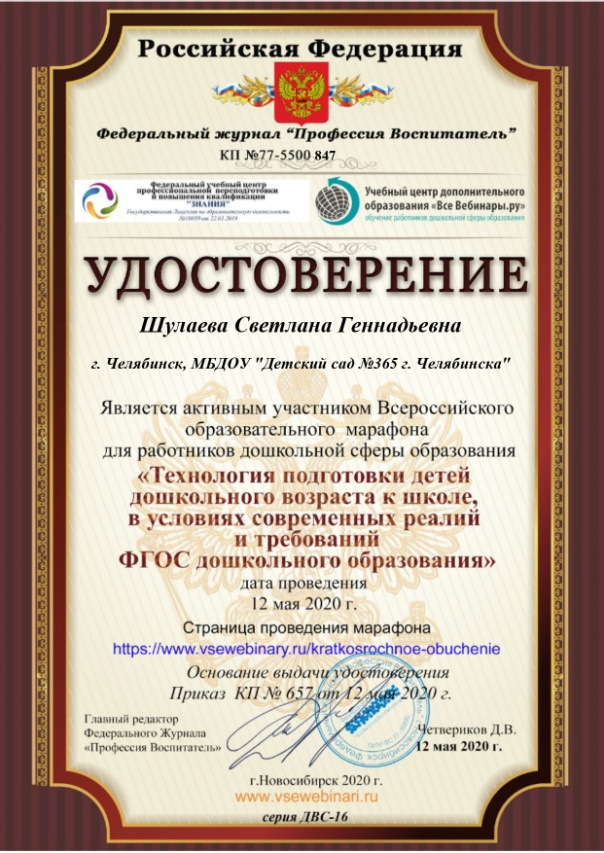 Российская Федерация
Федеральный журнал “Профессия Воспитатель”
КП №77-5500 847
Федеральный учебный центр
профессиональной переподготовки
и повышения квалификации
"ЗНАНИЯ"
Государственная Лицензия на образовательную деятельность
Учебный центр дополнительного
образования «Все Вебинары.ру»
обучение работников дошкольной сферы образования
УДОСТОВЕРЕНИЕ
Шулаева Светлана Геннадьевна
г. Челябинск, МБДОУ "Детский сад №365 г. Челябинска"
Является активным участником Всероссийского
образовательного марафона
для работников дошкольной сферы образования
«Технология подготовки детей
дошкольного возраста к школе,
в условиях современных реалий
и требований
ФГОС дошкольного образования»
дата проведения
12 мая 2020 г.
Страница проведения марафона
https://www.vsewebinary.ru/kratkosrochnoe-obuchenie
Основание выдачи удостоверения
Приказ КП № 657 от 12 мая 2020 г.
Главный редактор
Федерального Журнала
«Профессия Воспитатель»
Четвериков Д.В.
12 мая 2020 г.
г.Новосибирск 2020 г.
www.vsewebinari.ru
серия ДВС-16